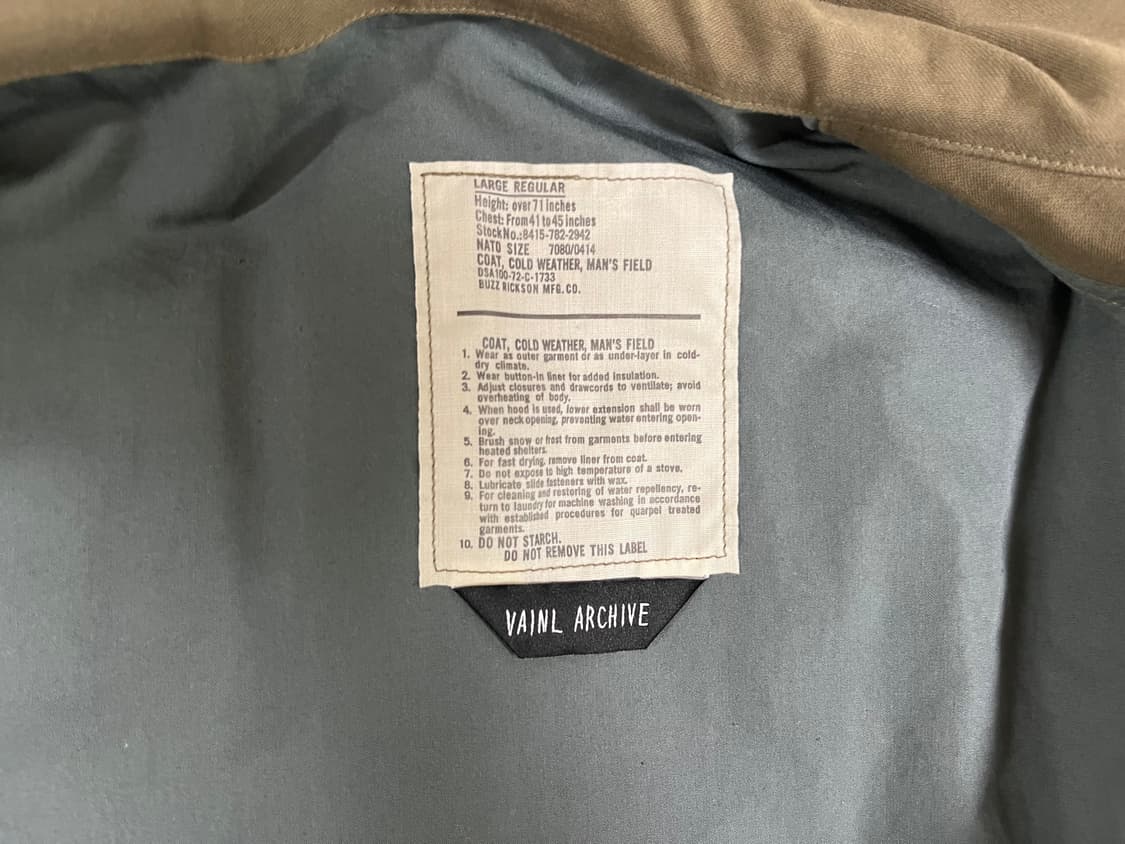 LARGE REGULAR
Height: over 71 inches
Chest: From 41 to 45 inches
Stock No.: 8415-782-2942
NATO SIZE 7080/0414
COAT, COLD WEATHER, MAN'S FIELD
DSA100-72-C-1733
BUZZ RICKSON MFG. CO.
COAT, COLD WEATHER, MAN'S FIELD
1. Wear as outer garment or as under-layer in cold-
dry climate.
2. Wear button-in liner for added insulation.
3. Adjust closures and drawcords to ventilate; avoid
overheating of body.
4. When hood is used, lower extension shall be worn
over neck opening, preventing water entering open-
ing.
5. Brush snow or frost from garments before entering
heated shelters.
6. For fast drying, remove liner from coat.
7. Do not expose to high temperature of a stove.
8. Lubricate slide fasteners with wax.
9. For cleaning and restoring of water repellency, re-
turn to laundry for machine washing in accordance
with established procedures for quarpel treated
garments.
10. DO NOT STARCH.
DO NOT REMOVE THIS LABEL
VAINL ARCHIVE